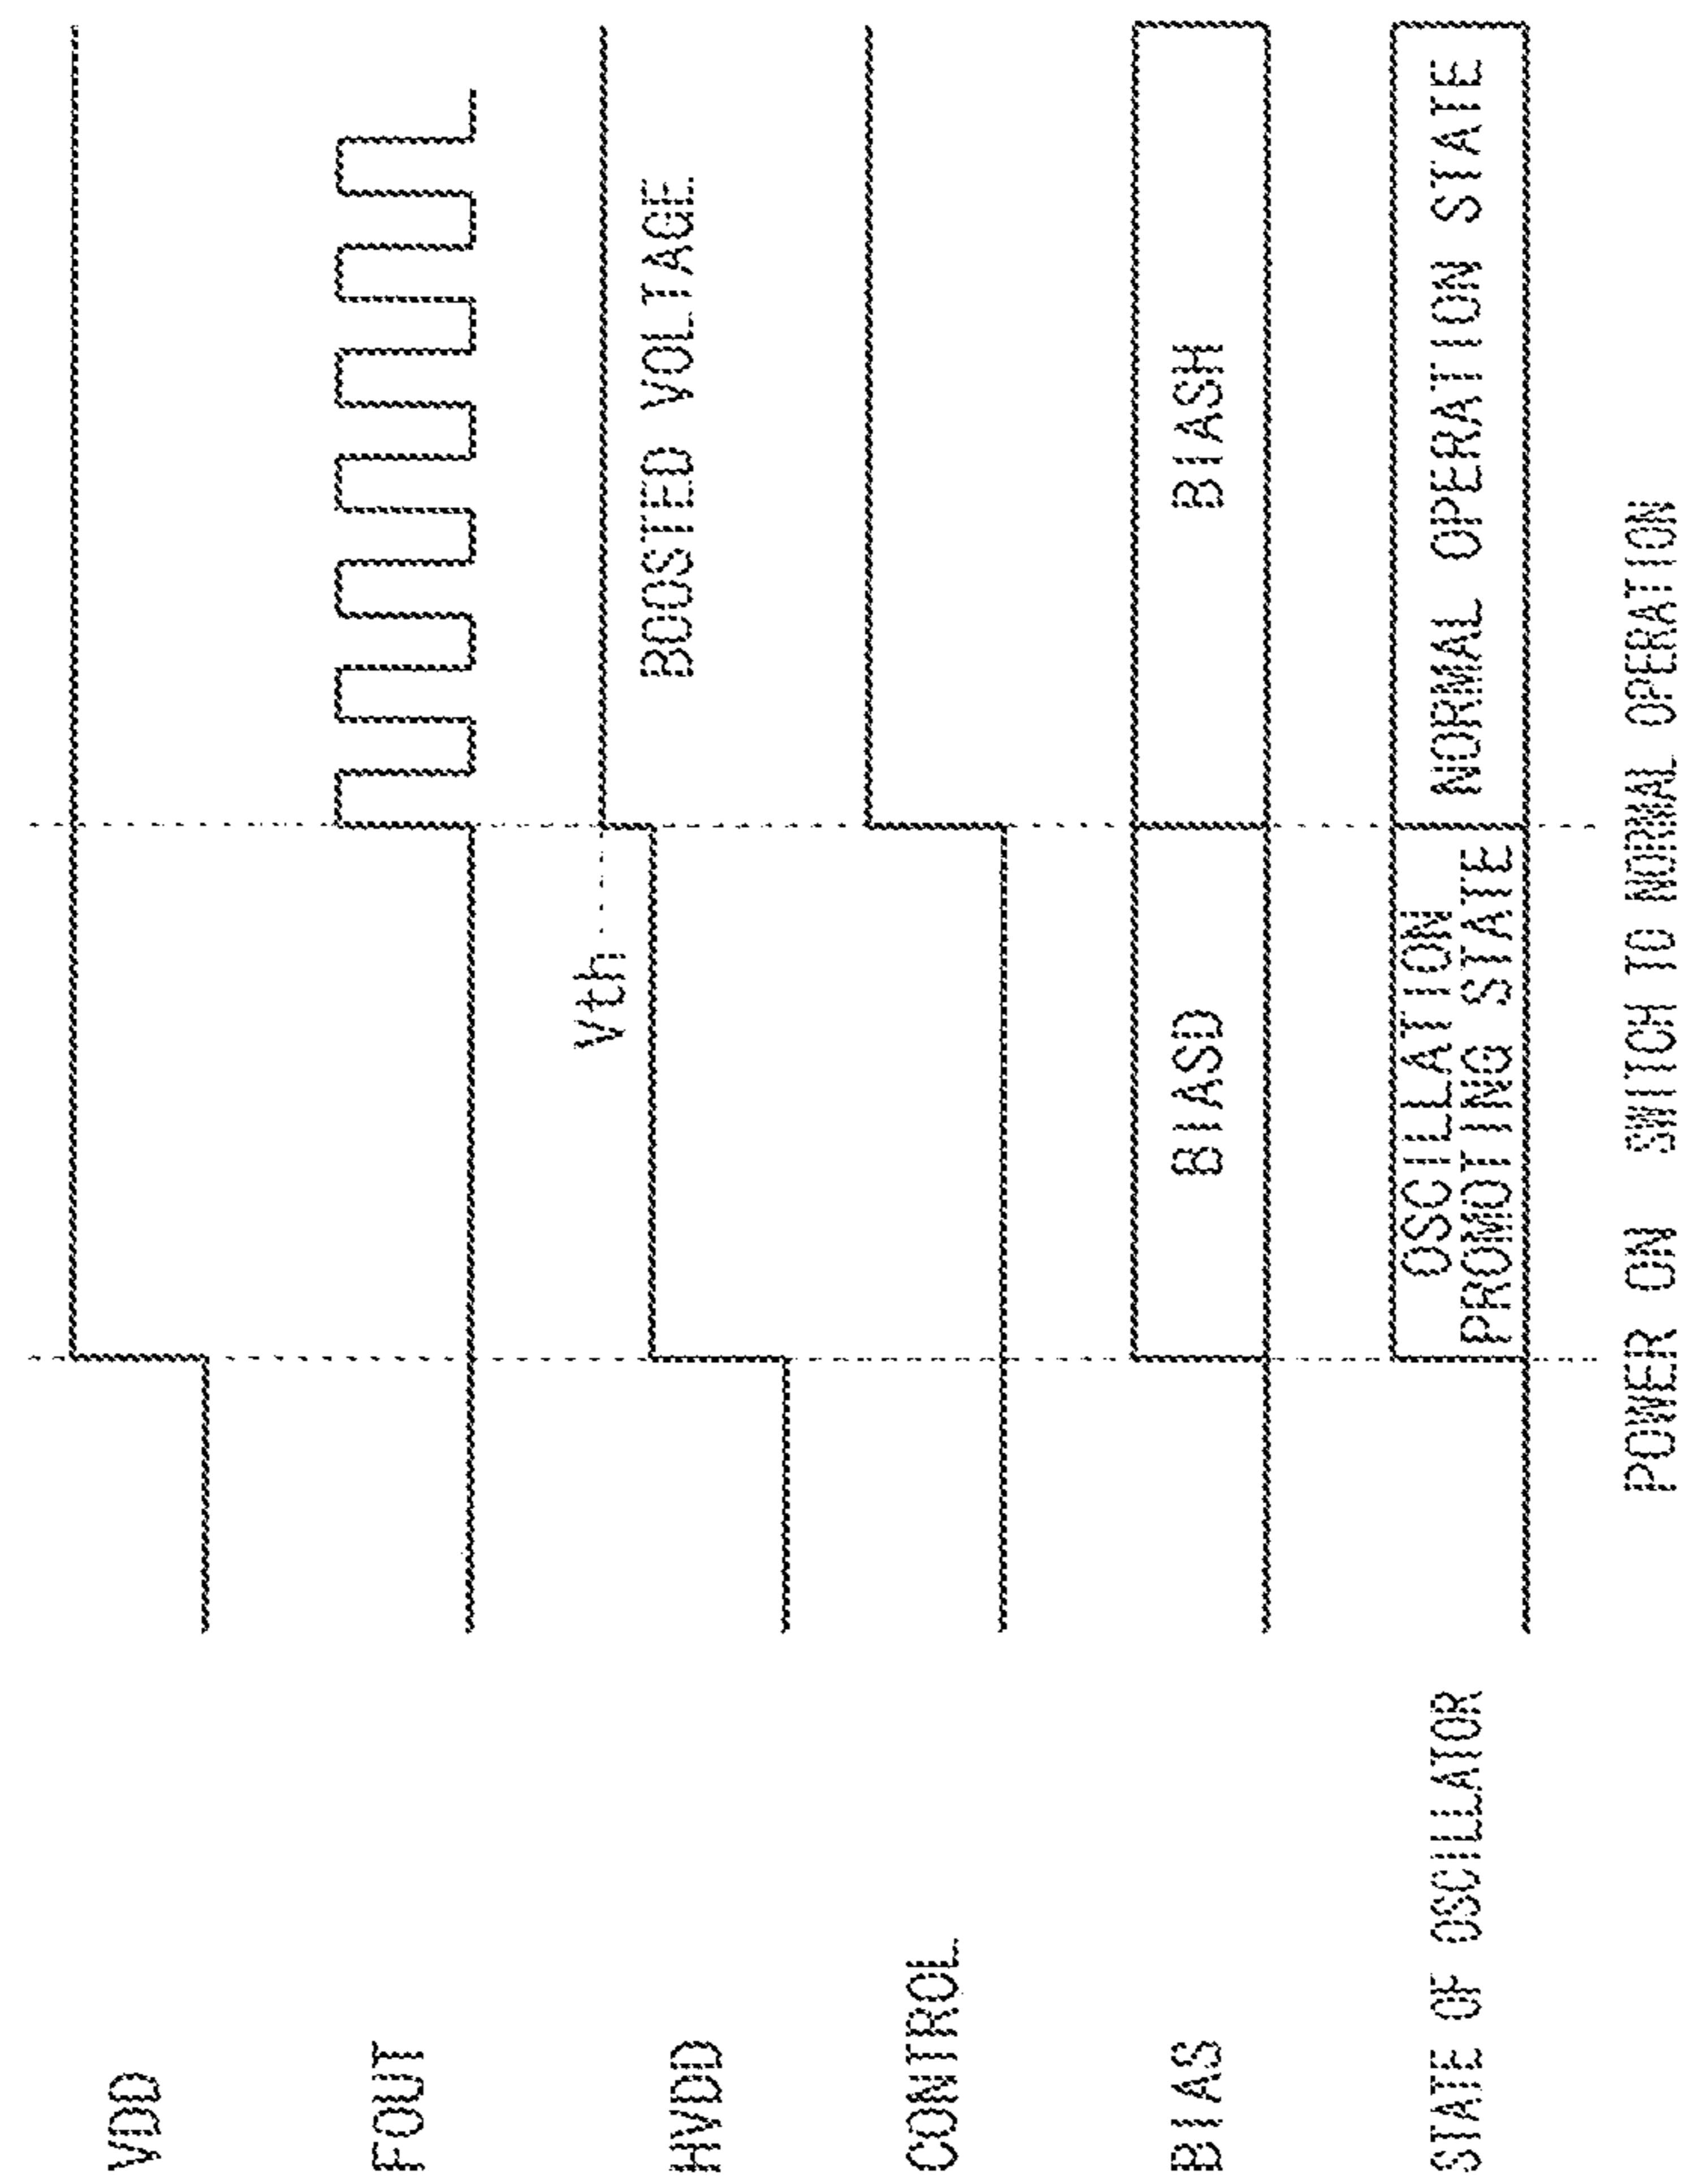 VDD
FOUT
Vth
BOOSTED VOLTAGE
HVDD
CONTROL
BIAS
BIASD
BIASH
STATE OF OSCILLATOR
OSCILLATION
PROMOTING STATE
NORMAL OPERATION STATE
POWER ON
SWITCH TO NORMAL OPERATION